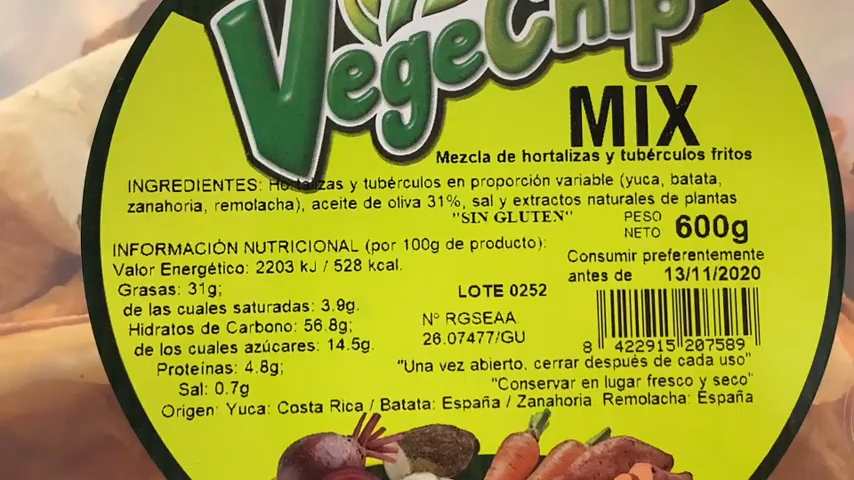 VegeChip
MIX
Mezcla de hortalizas y tubérculos fritos
INGREDIENTES: Hortalizas y tubérculos en proporción variable (yuca, batata,
zanahoria, remolacha), aceite de oliva 31%, sal y extractos naturales de plantas
"SIN GLUTEN"
PESO
NETO 600g
INFORMACIÓN NUTRICIONAL (por 100g de producto):
Valor Energético: 2203 kJ / 528 kcal.
Grasas: 31g;
de las cuales saturadas: 3.9g.
Hidratos de Carbono: 56.8g;
de los cuales azúcares: 14.5g.
Proteínas: 4.8g;
Sal: 0.7g
Consumir preferentemente
antes de 13/11/2020
LOTE 0252
Nº RGSEAA
26.07477/GU
8 422915 207589
"Una vez abierto, cerrar después de cada uso"
"Conservar en lugar fresco y seco"
Origen: Yuca: Costa Rica / Batata: España / Zanahoria. Remolacha: España